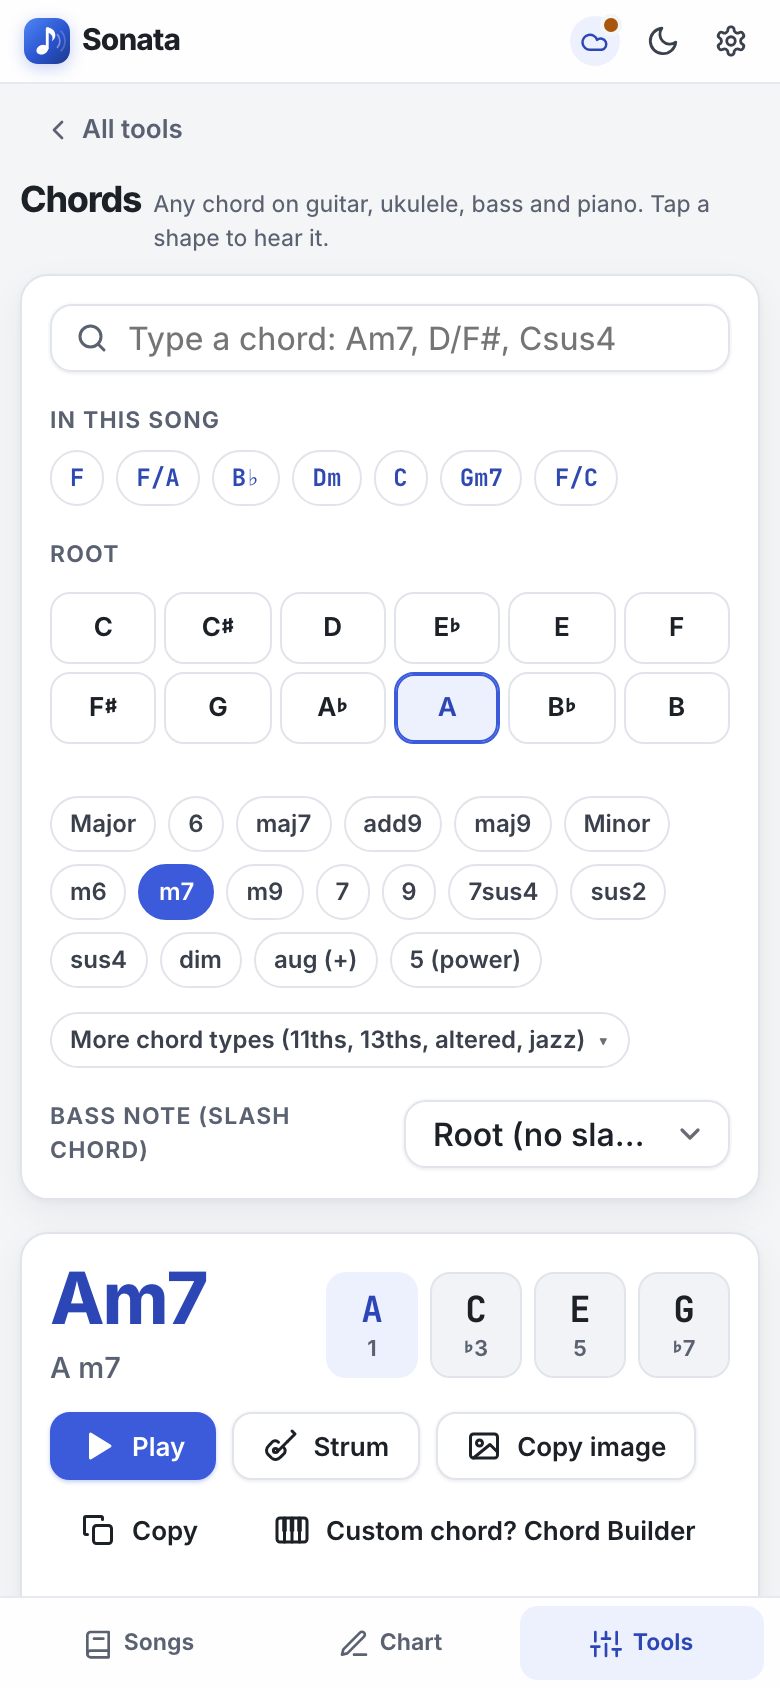 Sonata
All tools
Chords Any chord on guitar, ukulele, bass and piano. Tap a
shape to hear it.
Type a chord: Am7, D/F#, Csus4
IN THIS SONG
F F/A B♭ Dm C Gm7 F/C
ROOT
C C♯ D E♭ E F
F♯ G A♭ A B♭ B
Major 6 maj7 add9 maj9 Minor
m6 m7 m9 7 9 7sus4 sus2
sus4 dim aug (+) 5 (power)
More chord types (11ths, 13ths, altered, jazz) ▾
BASS NOTE (SLASH
CHORD)
Root (no sla...
Am7
A m7
A C E G
1 ♭3 5 ♭7
Play Strum Copy image
Copy Custom chord? Chord Builder
Songs Chart Tools